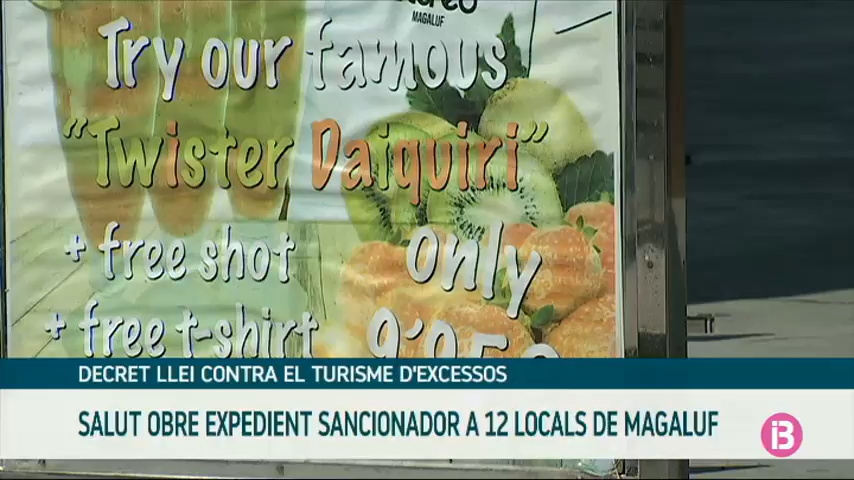 MAGALUF
Try our famous
"Twister Daiquiri"
+ free shot
only
+ free t-shirt
DECRET LLEI CONTRA EL TURISME D'EXCESSOS
SALUT OBRE EXPEDIENT SANCIONADOR A 12 LOCALS DE MAGALUF